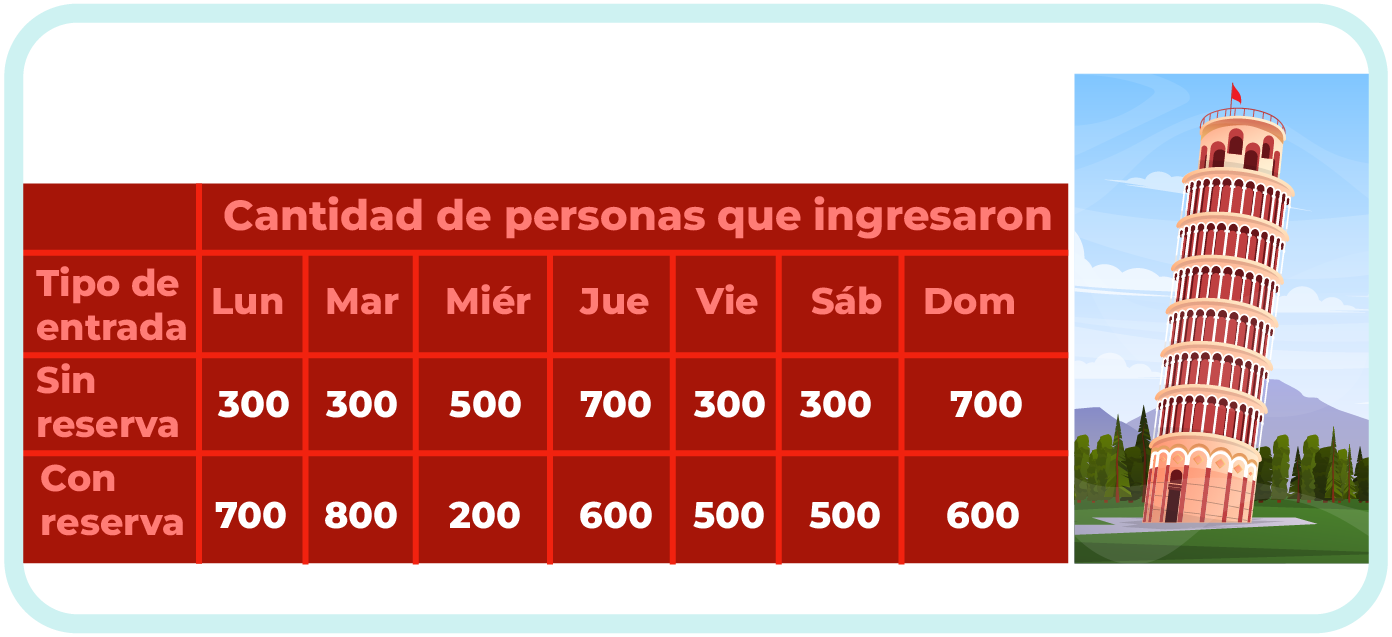 Cantidad de personas que ingresaron
Tipo de entrada Lun Mar Miér Jue Vie Sáb Dom
Sin reserva 300 300 500 700 300 300 700
Con reserva 700 800 200 600 500 500 600